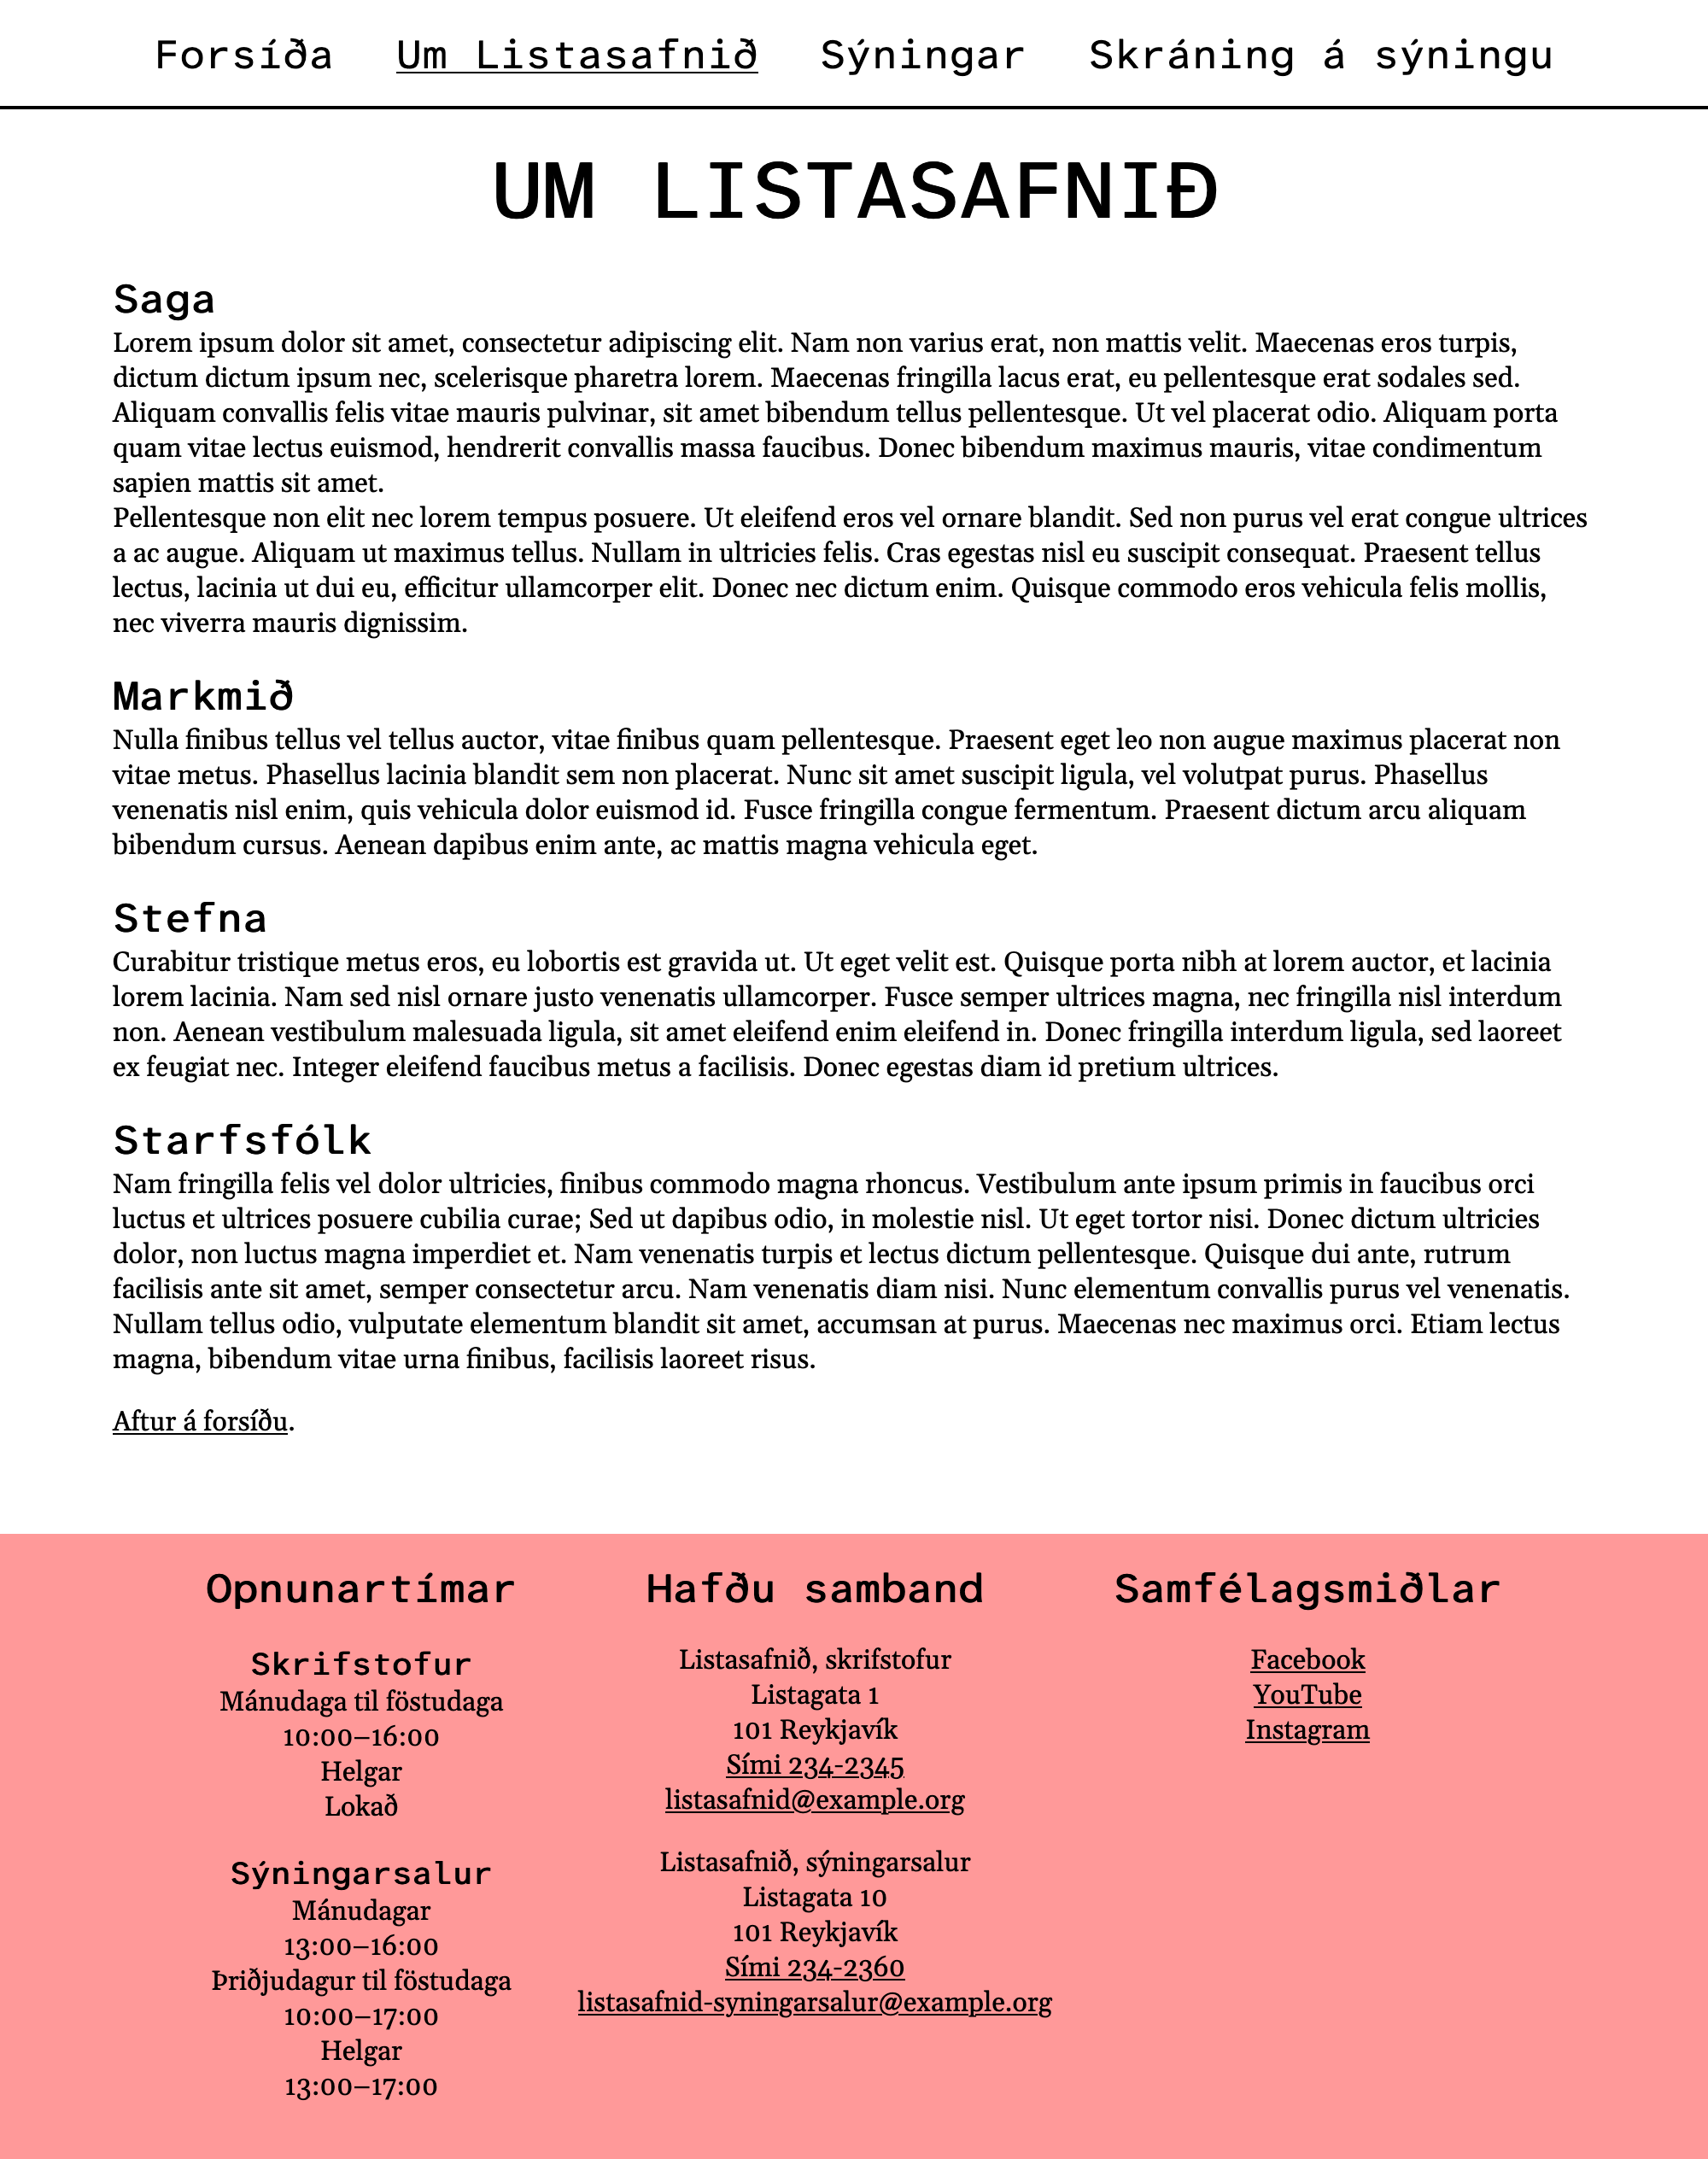 Forsíða Um Listasafnið Sýningar Skráning á sýningu
UM LISTASAFNIÐ
Saga
Lorem ipsum dolor sit amet, consectetur adipiscing elit. Nam non varius erat, non mattis velit. Maecenas eros turpis,
dictum dictum ipsum nec, scelerisque pharetra lorem. Maecenas fringilla lacus erat, eu pellentesque erat sodales sed.
Aliquam convallis felis vitae mauris pulvinar, sit amet bibendum tellus pellentesque. Ut vel placerat odio. Aliquam porta
quam vitae lectus euismod, hendrerit convallis massa faucibus. Donec bibendum maximus mauris, vitae condimentum
sapien mattis sit amet.
Pellentesque non elit nec lorem tempus posuere. Ut eleifend eros vel ornare blandit. Sed non purus vel erat congue ultrices
a ac augue. Aliquam ut maximus tellus. Nullam in ultricies felis. Cras egestas nisl eu suscipit consequat. Praesent tellus
lectus, lacinia ut dui eu, efficitur ullamcorper elit. Donec nec dictum enim. Quisque commodo eros vehicula felis mollis,
nec viverra mauris dignissim.
Markmið
Nulla finibus tellus vel tellus auctor, vitae finibus quam pellentesque. Praesent eget leo non augue maximus placerat non
vitae metus. Phasellus lacinia blandit sem non placerat. Nunc sit amet suscipit ligula, vel volutpat purus. Phasellus
venenatis nisl enim, quis vehicula dolor euismod id. Fusce fringilla congue fermentum. Praesent dictum arcu aliquam
bibendum cursus. Aenean dapibus enim ante, ac mattis magna vehicula eget.
Stefna
Curabitur tristique metus eros, eu lobortis est gravida ut. Ut eget velit est. Quisque porta nibh at lorem auctor, et lacinia
lorem lacinia. Nam sed nisl ornare justo venenatis ullamcorper. Fusce semper ultrices magna, nec fringilla nisl interdum
non. Aenean vestibulum malesuada ligula, sit amet eleifend enim eleifend in. Donec fringilla interdum ligula, sed laoreet
ex feugiat nec. Integer eleifend faucibus metus a facilisis. Donec egestas diam id pretium ultrices.
Starfsfólk
Nam fringilla felis vel dolor ultricies, finibus commodo magna rhoncus. Vestibulum ante ipsum primis in faucibus orci
luctus et ultrices posuere cubilia curae; Sed ut dapibus odio, in molestie nisl. Ut eget tortor nisi. Donec dictum ultricies
dolor, non luctus magna imperdiet et. Nam venenatis turpis et lectus dictum pellentesque. Quisque dui ante, rutrum
facilisis ante sit amet, semper consectetur arcu. Nam venenatis diam nisi. Nunc elementum convallis purus vel venenatis.
Nullam tellus odio, vulputate elementum blandit sit amet, accumsan at purus. Maecenas nec maximus orci. Etiam lectus
magna, bibendum vitae urna finibus, facilisis laoreet risus.
Aftur á forsíðu.
Opnunartímar
Skrifstofur
Mánudaga til föstudaga
10:00–16:00
Helgar
Lokað
Sýningarsalur
Mánudagar
13:00–16:00
Þriðjudagur til föstudaga
10:00–17:00
Helgar
13:00–17:00
Hafðu samband
Listasafnið, skrifstofur
Listagata 1
101 Reykjavík
Sími 234-2345
listasafnid@example.org
Listasafnið, sýningarsalur
Listagata 10
101 Reykjavík
Sími 234-2360
listasafnid-syningarsalur@example.org
Samfélagsmiðlar
Facebook
YouTube
Instagram